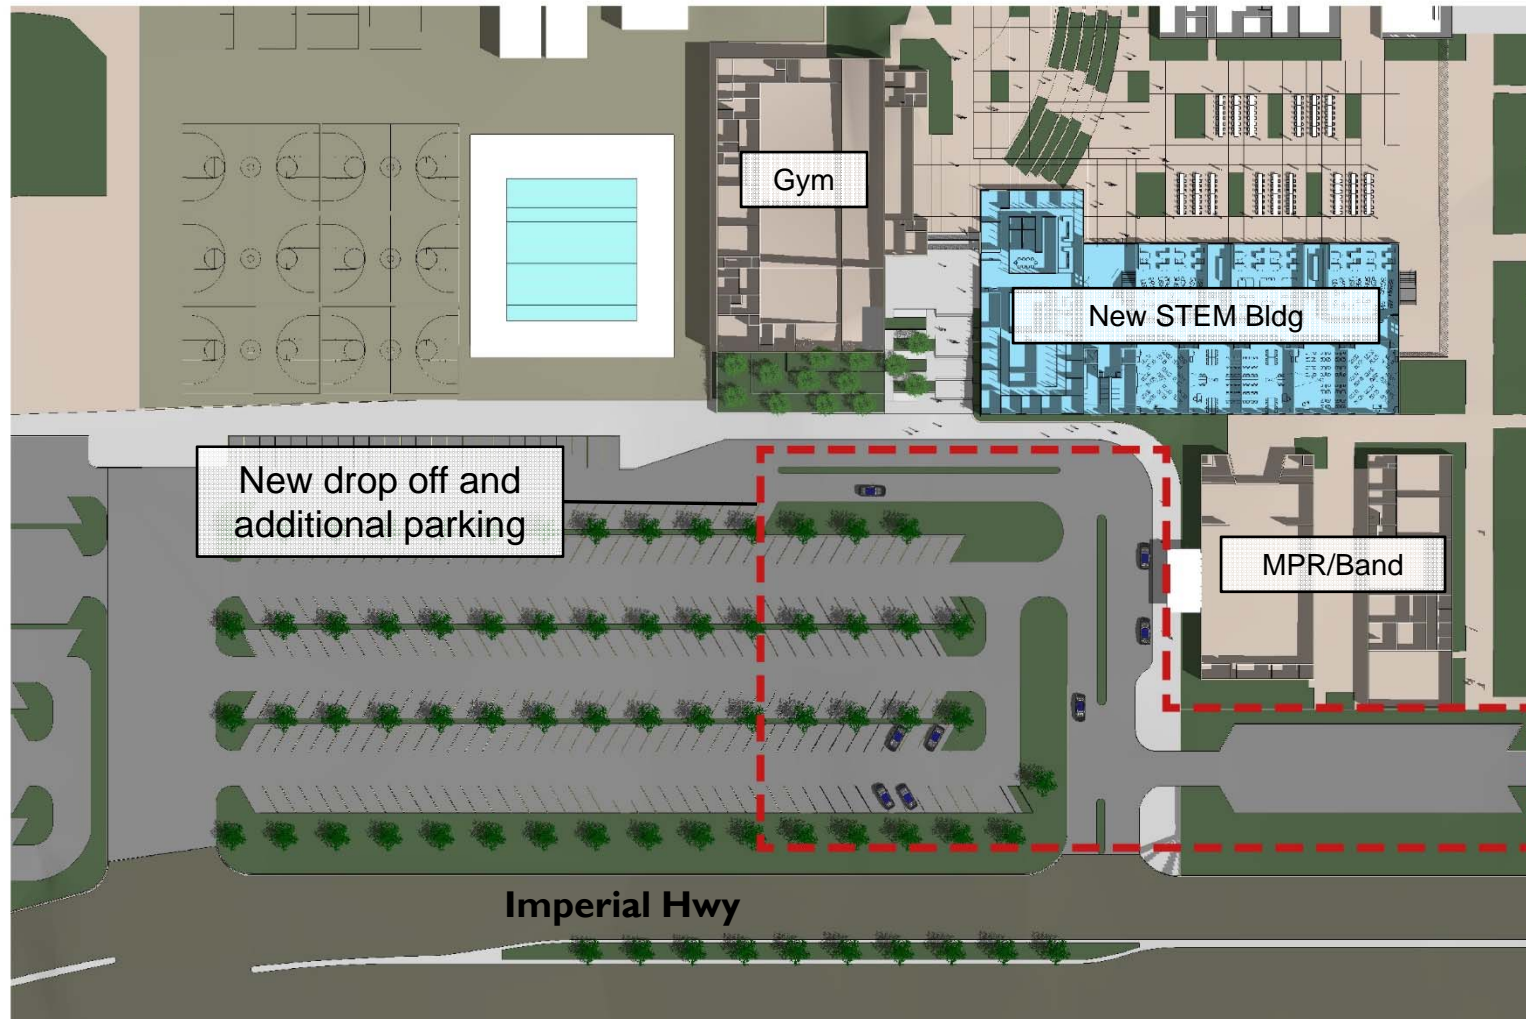 Gym
New STEM Bldg
New drop off and
additional parking
MPR/Band
Imperial Hwy